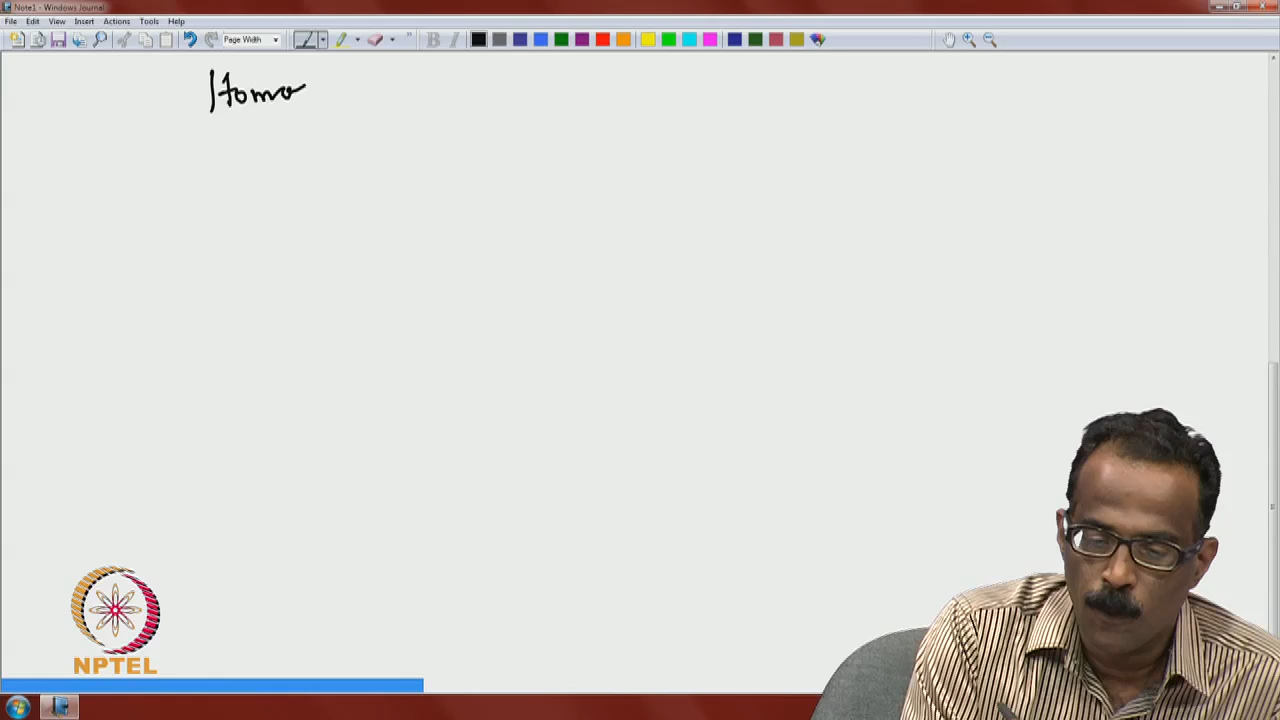 Note1 - Windows Journal
File Edit View Insert Actions Tools Help
Page Width
B I
Homo
NPTEL